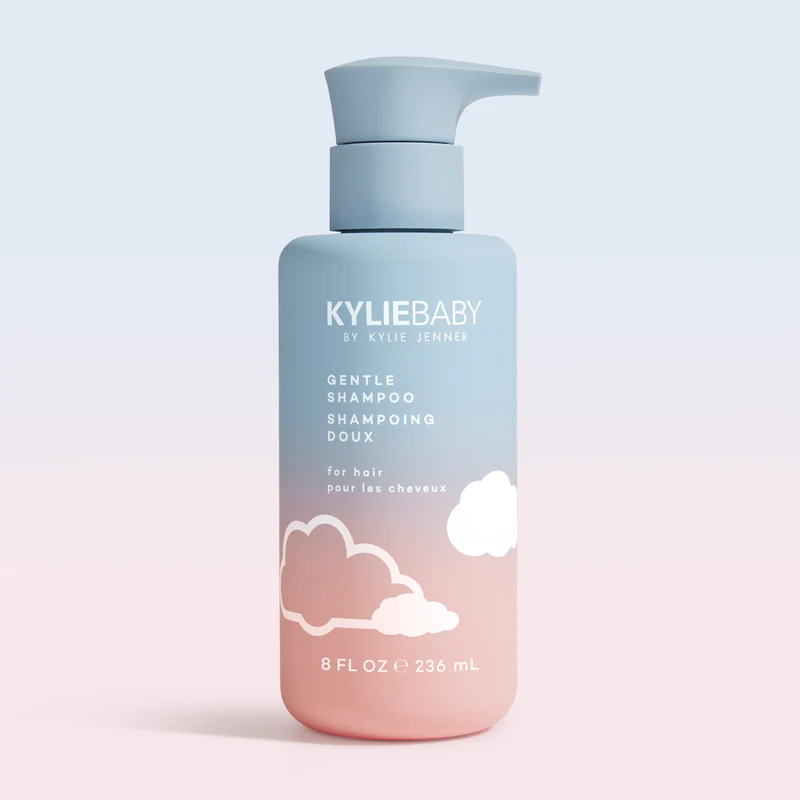 KYLIEBABY
BY KYLIE JENNER
GENTLE
SHAMPOO
SHAMPOING
DOUX
for hair
pour les cheveux
8 FL OZ ℮ 236 mL